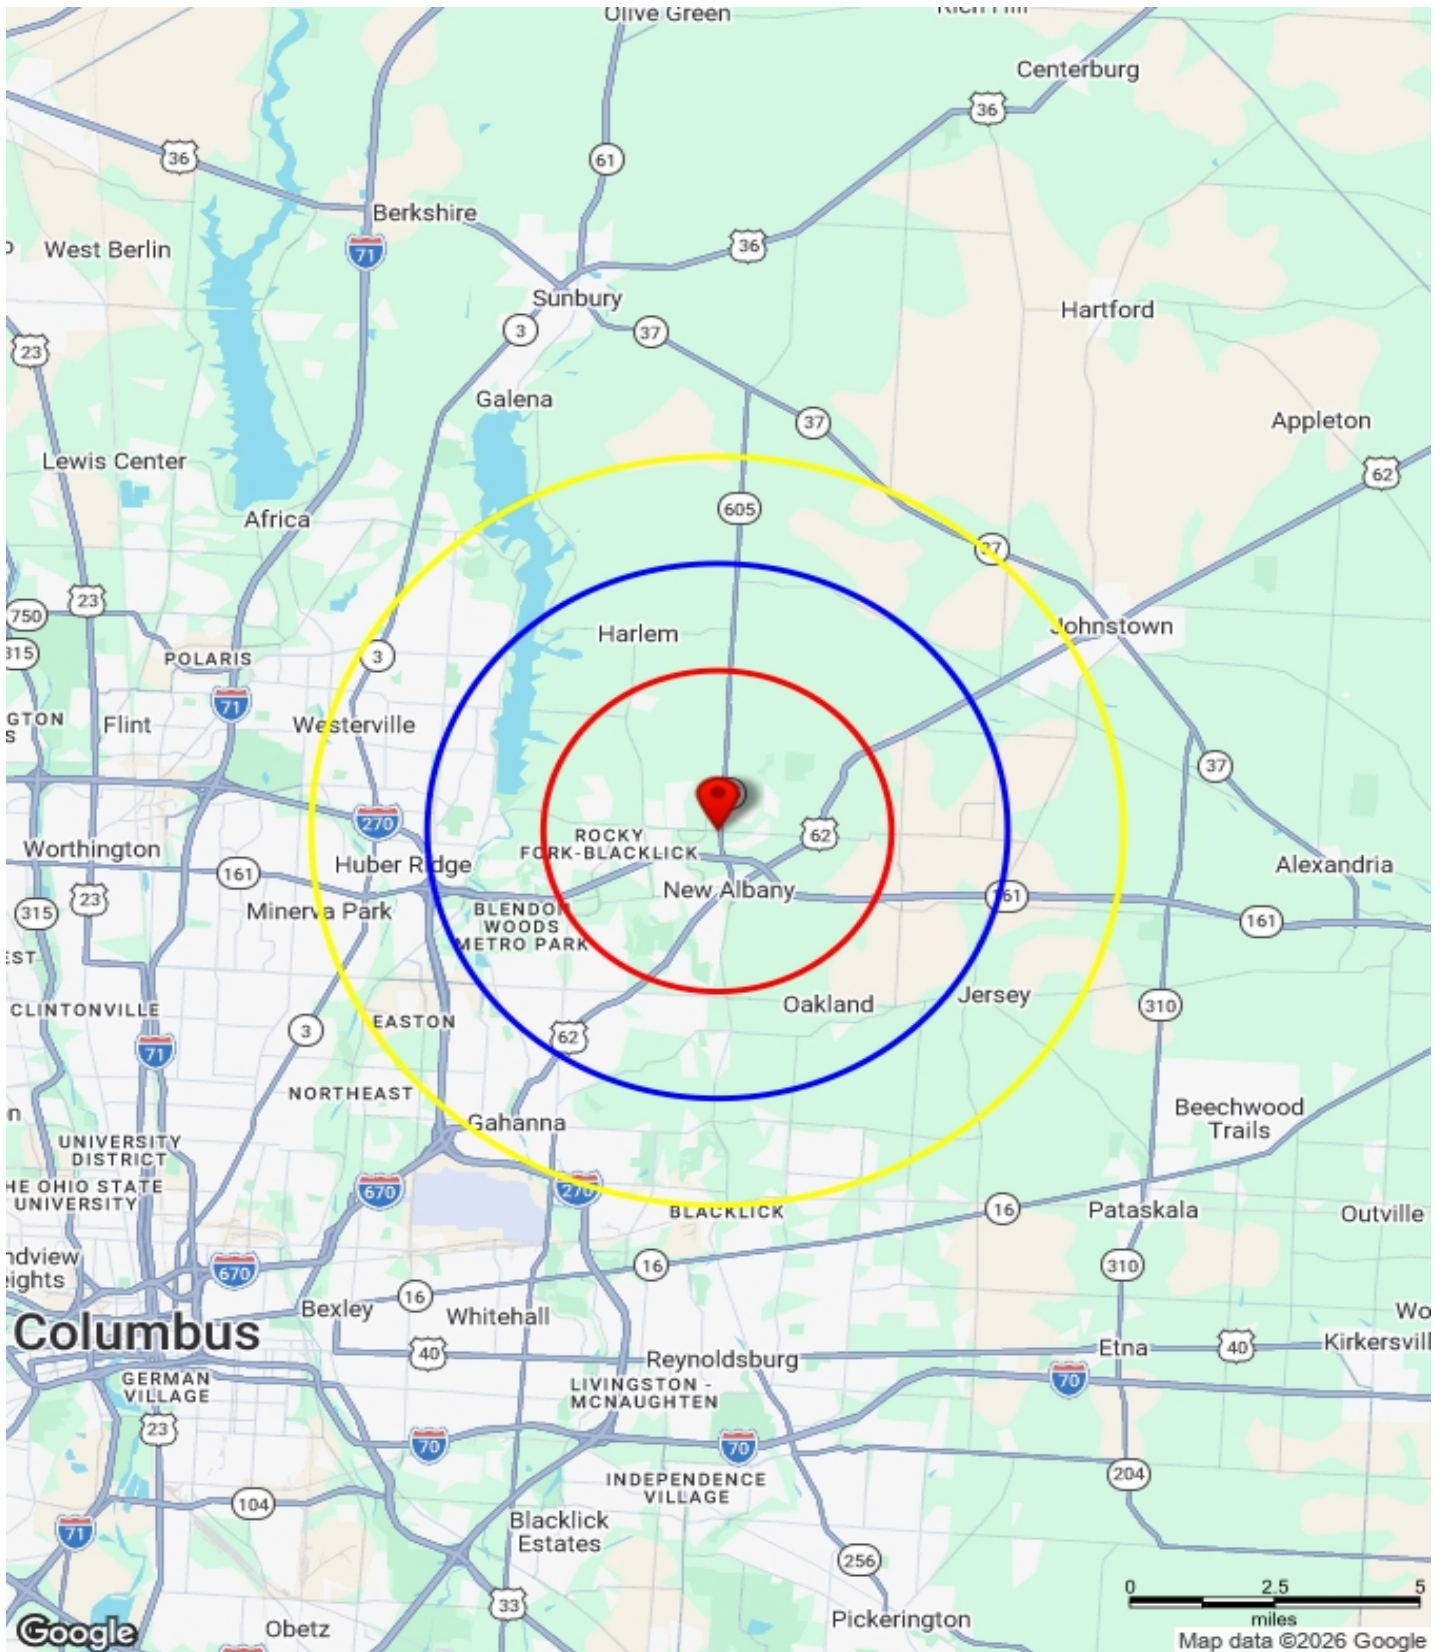 Olive Green
Centerburg
36
36
61
Berkshire
West Berlin
71
36
Sunbury
Hartford
3
37
23
Galena
37
Appleton
Lewis Center
62
605
Africa
37
23
750
Harlem
Johnstown
315
3
POLARIS
71
Westerville
Flint
37
270
62
ROCKY
FORK-BLACKLICK
Worthington
Huber Ridge
Alexandria
161
New Albany
23
161
315
Minerva Park
BLENDON
WOODS
METRO PARK
161
Jersey
Oakland
310
CLINTONVILLE
EASTON
3
62
71
NORTHEAST
Gahanna
Beechwood
Trails
UNIVERSITY
DISTRICT
HE OHIO STATE
UNIVERSITY
670
270
16
BLACKLICK
Pataskala
Outville
ndview
eights
670
16
310
16
Bexley
Whitehall
Columbus
40
Reynoldsburg
Etna
40
Kirkersvill
GERMAN
VILLAGE
LIVINGSTON -
MCNAUGHTEN
70
23
70
70
INDEPENDENCE
VILLAGE
204
104
71
Blacklick
Estates
256
33
Obetz
Pickerington
0 2.5 5
miles
Google
Map data ©2026 Google